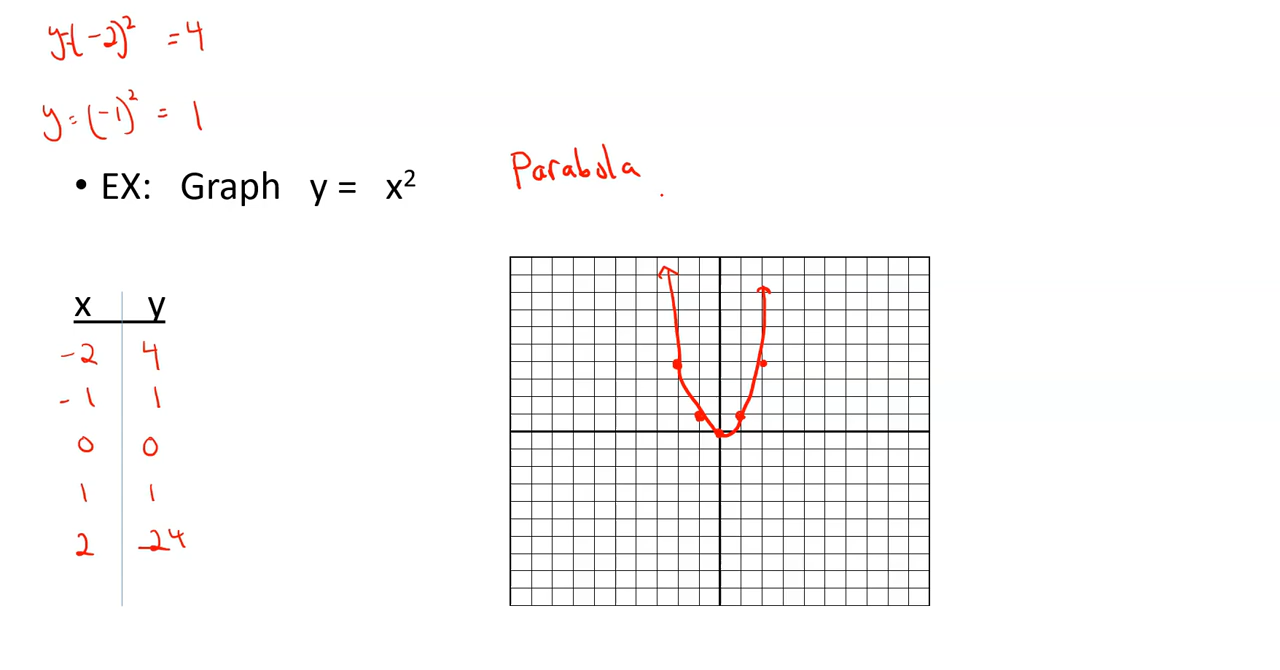 y=(-2)² = 4
y = (-1)² = 1
Parabola
• EX: Graph y = x²
x y
-2 4
-1 1
0 0
1 1
2 24